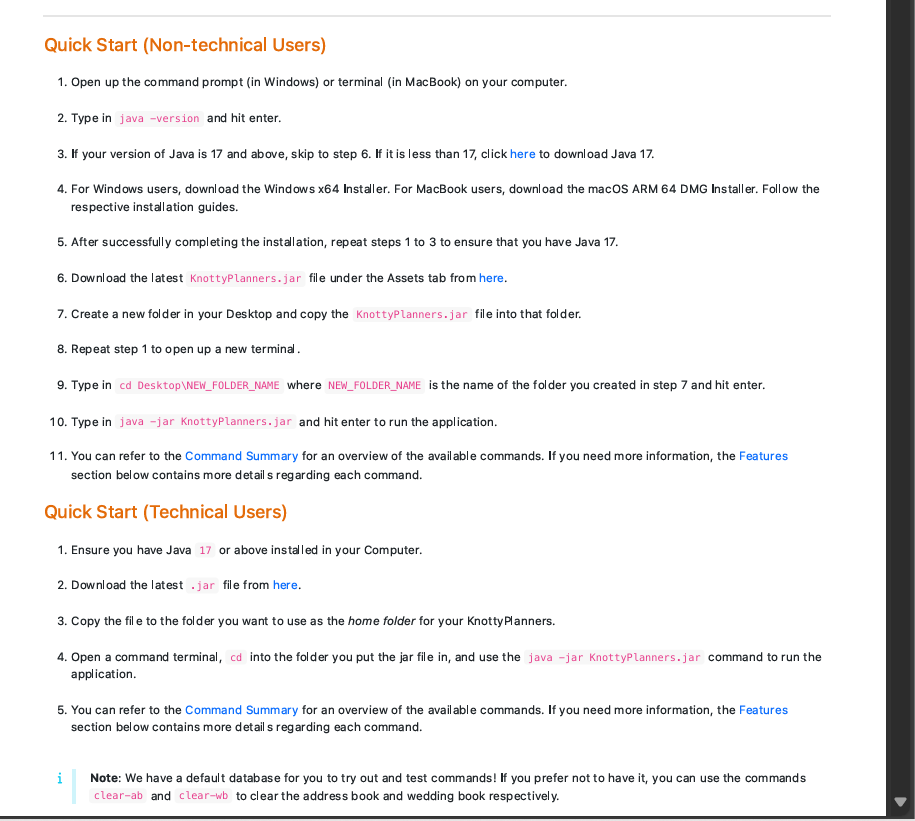 Quick Start (Non-technical Users)
1. Open up the command prompt (in Windows) or terminal (in MacBook) on your computer.
2. Type in java -version and hit enter.
3. If your version of Java is 17 and above, skip to step 6. If it is less than 17, click here to download Java 17.
4. For Windows users, download the Windows x64 Installer. For MacBook users, download the macOS ARM 64 DMG Installer. Follow the
respective installation guides.
5. After successfully completing the installation, repeat steps 1 to 3 to ensure that you have Java 17.
6. Download the latest KnottyPlanners.jar file under the Assets tab from here.
7. Create a new folder in your Desktop and copy the KnottyPlanners.jar file into that folder.
8. Repeat step 1 to open up a new terminal.
9. Type in cd Desktop\NEW_FOLDER_NAME where NEW_FOLDER_NAME is the name of the folder you created in step 7 and hit enter.
10. Type in java -jar KnottyPlanners.jar and hit enter to run the application.
11. You can refer to the Command Summary for an overview of the available commands. If you need more information, the Features
section below contains more details regarding each command.
Quick Start (Technical Users)
1. Ensure you have Java 17 or above installed in your Computer.
2. Download the latest .jar file from here.
3. Copy the file to the folder you want to use as the home folder for your KnottyPlanners.
4. Open a command terminal, cd into the folder you put the jar file in, and use the java -jar KnottyPlanners.jar command to run the
application.
5. You can refer to the Command Summary for an overview of the available commands. If you need more information, the Features
section below contains more details regarding each command.
i Note: We have a default database for you to try out and test commands! If you prefer not to have it, you can use the commands
clear-ab and clear-wb to clear the address book and wedding book respectively.